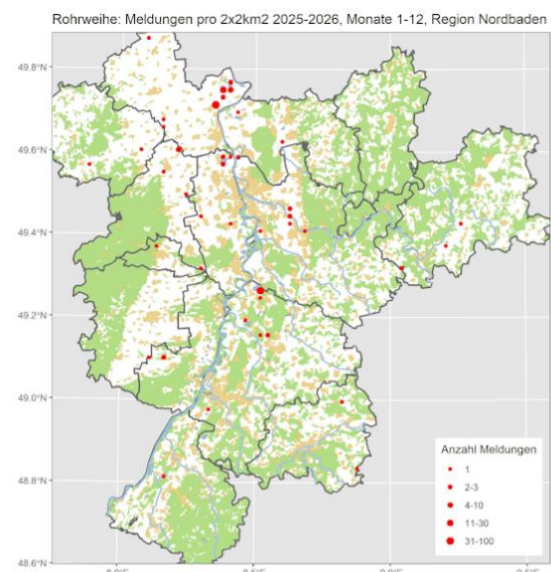 Rohrweihe: Meldungen pro 2x2km2 2025-2026, Monate 1-12, Region Nordbaden
49.8°N
49.6°N
49.4°N
49.2°N
49.0°N
48.8°N
48.6°N
Anzahl Meldungen
1
2-3
4-10
11-30
31-100